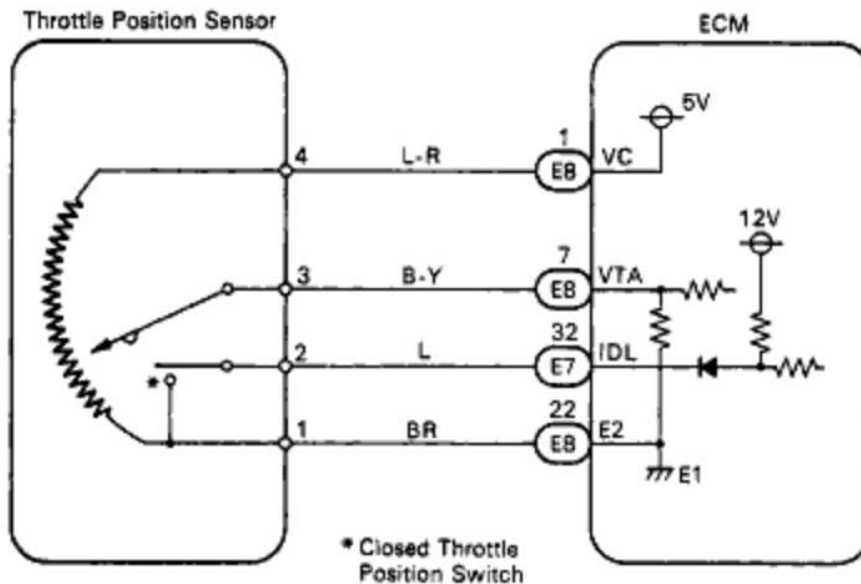 Throttle Position Sensor
ECM
5V
4
L-R
1
E8
VC
12V
3
B-Y
7
E8
VTA
2
L
32
E7
IDL
*
1
BR
22
E8
E2
E1
* Closed Throttle
Position Switch